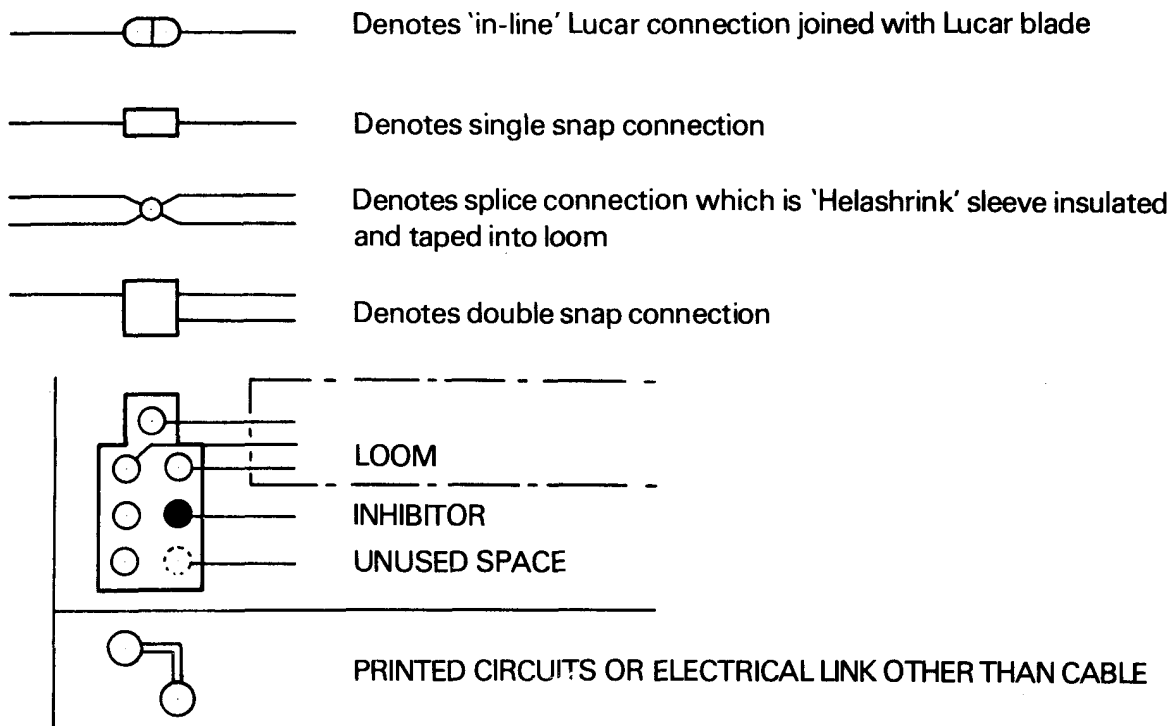 Denotes 'in-line' Lucar connection joined with Lucar blade
Denotes single snap connection
Denotes splice connection which is 'Helashrink' sleeve insulated
and taped into loom
Denotes double snap connection
LOOM
INHIBITOR
UNUSED SPACE
PRINTED CIRCUITS OR ELECTRICAL LINK OTHER THAN CABLE